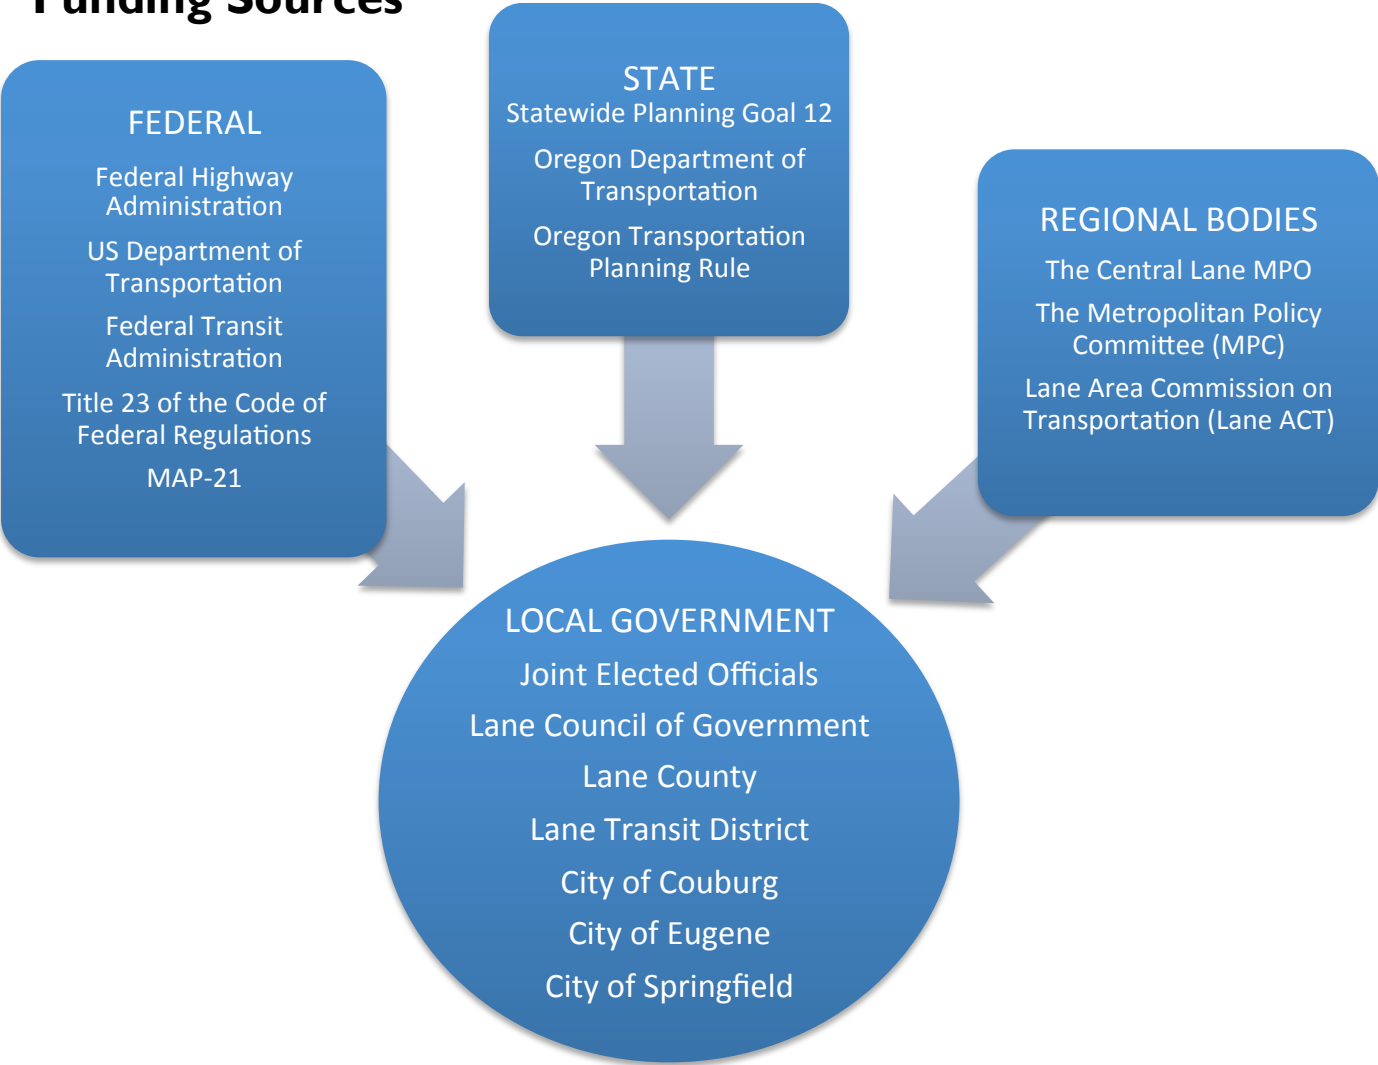 Funding Sources
FEDERAL
Federal Highway
Administration
US Department of
Transportation
Federal Transit
Administration
Title 23 of the Code of
Federal Regulations
MAP-21
STATE
Statewide Planning Goal 12
Oregon Department of
Transportation
Oregon Transportation
Planning Rule
REGIONAL BODIES
The Central Lane MPO
The Metropolitan Policy
Committee (MPC)
Lane Area Commission on
Transportation (Lane ACT)
LOCAL GOVERNMENT
Joint Elected Officials
Lane Council of Government
Lane County
Lane Transit District
City of Couburg
City of Eugene
City of Springfield